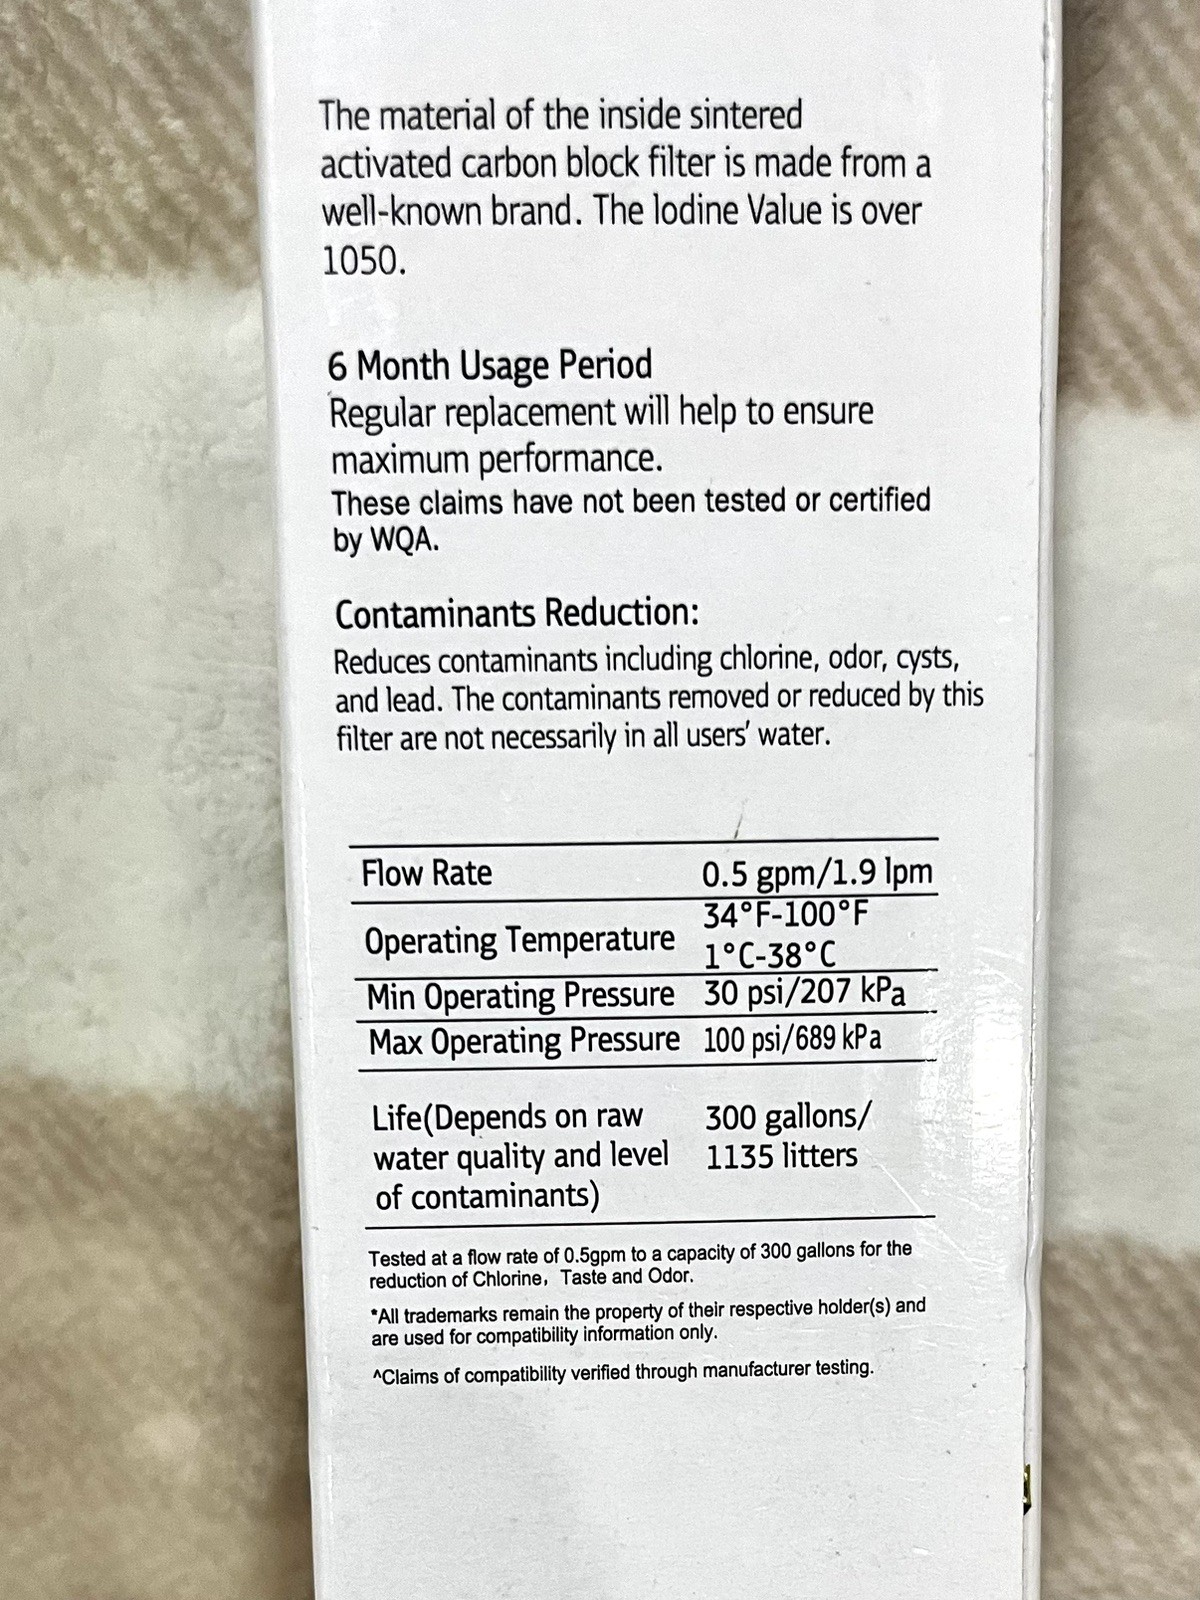 The material of the inside sintered
activated carbon block filter is made from a
well-known brand. The lodine Value is over
1050.
6 Month Usage Period
Regular replacement will help to ensure
maximum performance.
These claims have not been tested or certified
by WQA.
Contaminants Reduction:
Reduces contaminants including chlorine, odor, cysts,
and lead. The contaminants removed or reduced by this
filter are not necessarily in all users’ water.
Flow Rate 0.5 gpm/1.9 lpm
Operating Temperature 34°F-100°F
1°C-38°C
Min Operating Pressure 30 psi/207 kPa
Max Operating Pressure 100 psi/689 kPa
Life(Depends on raw 300 gallons/
water quality and level 1135 litters
of contaminants)
Tested at a flow rate of 0.5gpm to a capacity of 300 gallons for the
reduction of Chlorine, Taste and Odor.
*All trademarks remain the property of their respective holder(s) and
are used for compatibility information only.
^Claims of compatibility verified through manufacturer testing.